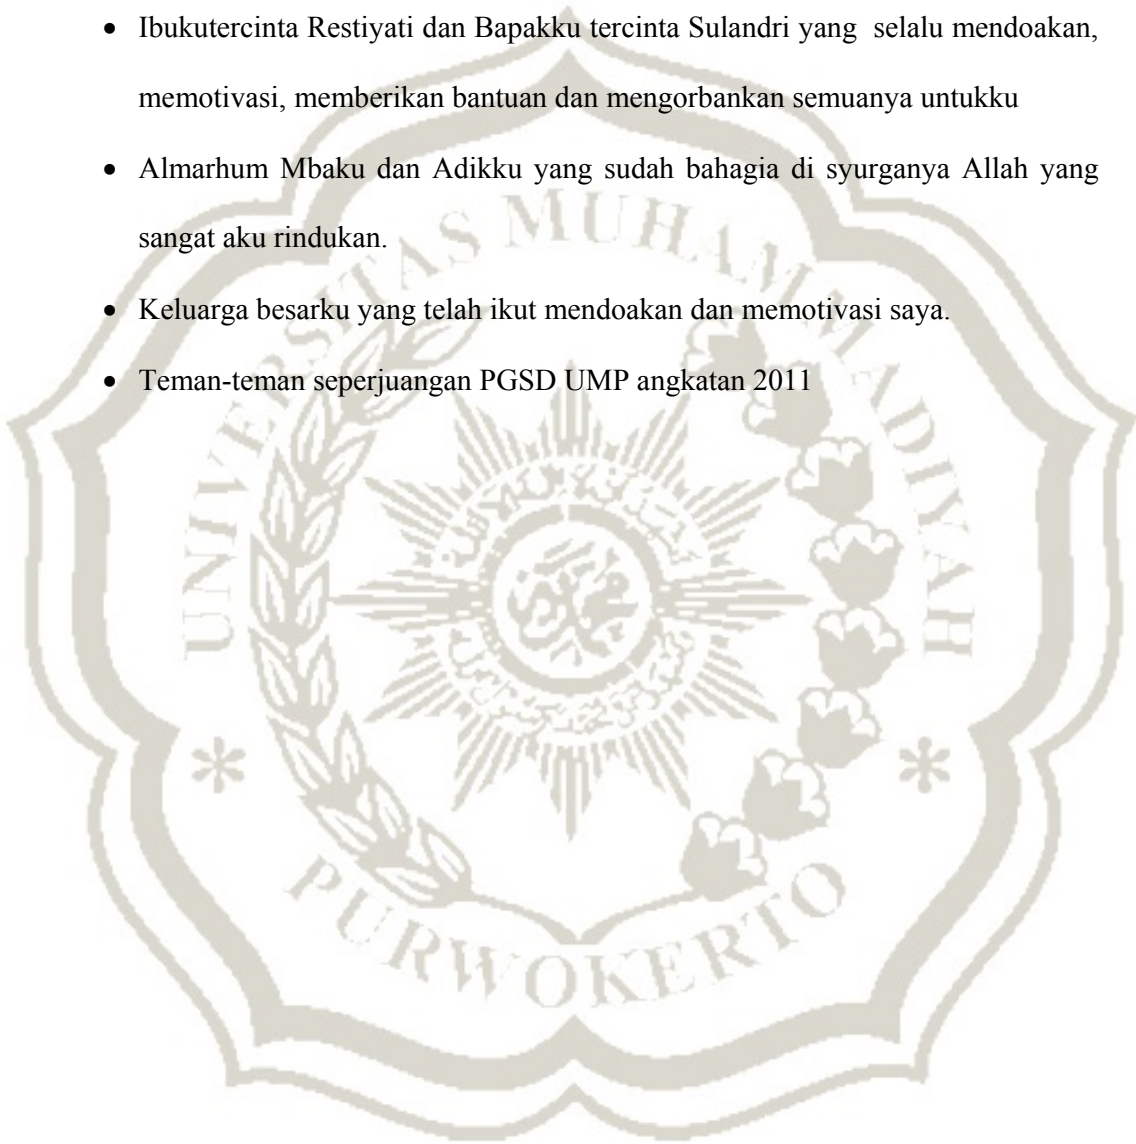 • Ibukutercinta Restiyati dan Bapakku tercinta Sulandri yang  selalu mendoakan,
memotivasi, memberikan bantuan dan mengorbankan semuanya untukku
• Almarhum Mbaku dan Adikku yang sudah bahagia di syurganya Allah yang
sangat aku rindukan.
• Keluarga besarku yang telah ikut mendoakan dan memotivasi saya.
• Teman-teman seperjuangan PGSD UMP angkatan 2011
UNIVERSITAS MUHAMMADIYAH
PURWOKERTO